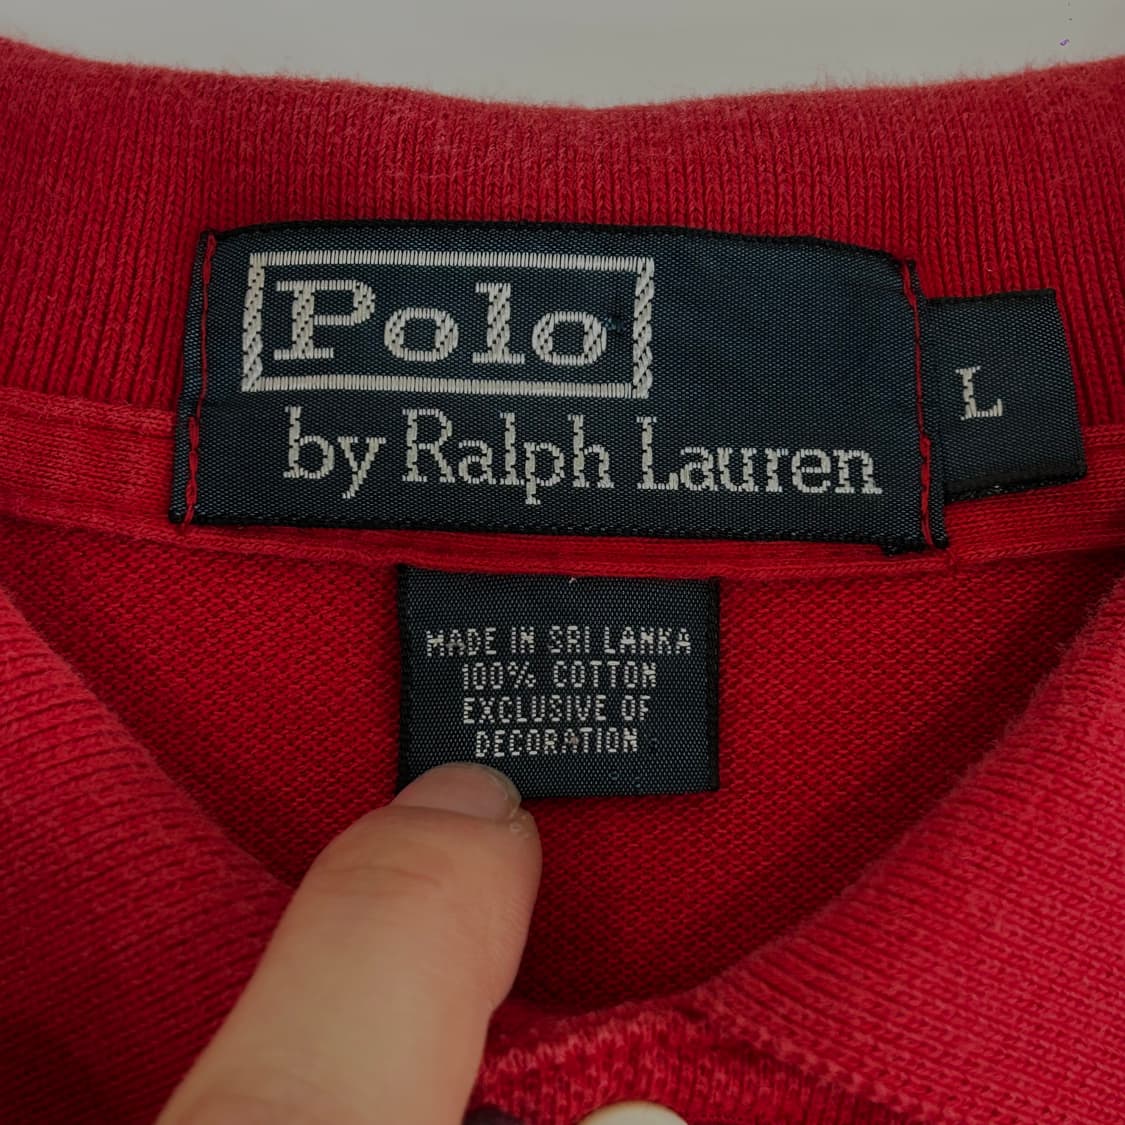 Polo
by Ralph Lauren
L
MADE IN SRI LANKA
100% COTTON
EXCLUSIVE OF
DECORATION